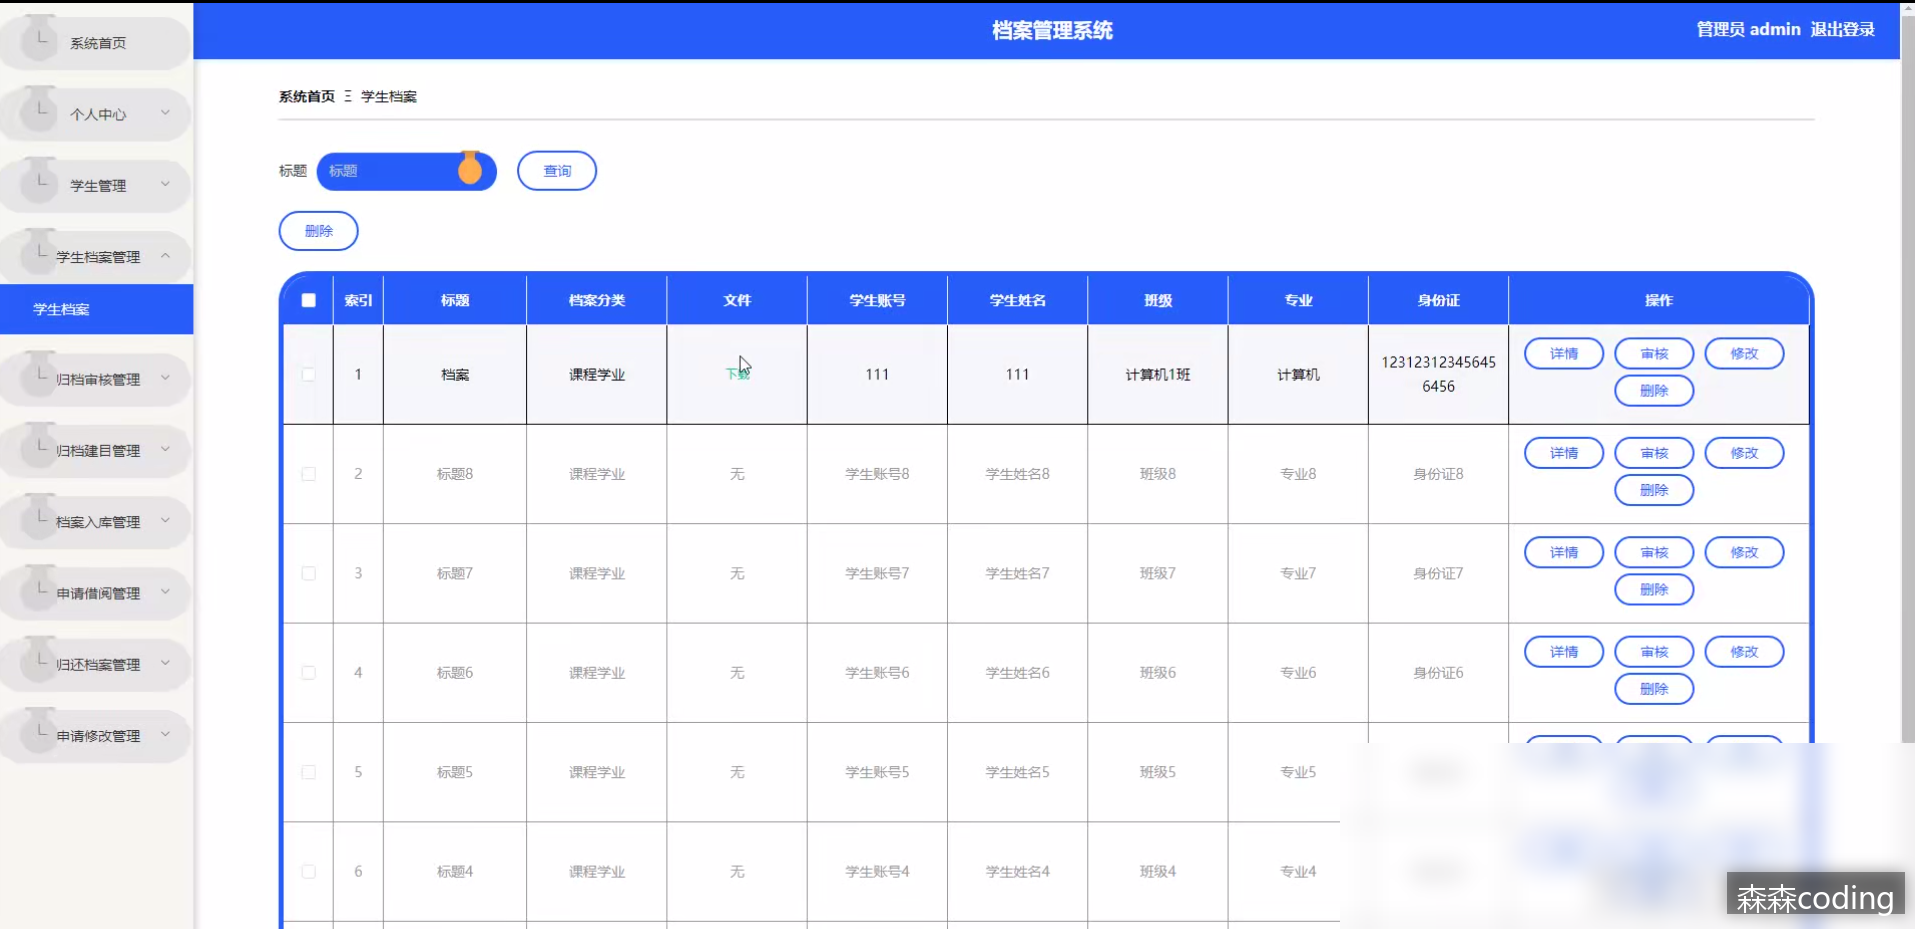 档案管理系统
管理员 admin 退出登录
系统首页
个人中心
学生管理
学生档案管理
学生档案
归档审核管理
归档建目管理
档案入库管理
申请借阅管理
归还档案管理
申请修改管理
系统首页 Ξ 学生档案
标题 标题 查询
删除
索引 标题 档案分类 文件 学生账号 学生姓名 班级 专业 身份证 操作
1 档案 课程学业 下载 111 111 计算机1班 计算机 12312312345645 详情 审核 修改
6456 删除
2 标题8 课程学业 无 学生账号8 学生姓名8 班级8 专业8 身份证8 详情 审核 修改
删除
3 标题7 课程学业 无 学生账号7 学生姓名7 班级7 专业7 身份证7 详情 审核 修改
删除
4 标题6 课程学业 无 学生账号6 学生姓名6 班级6 专业6 身份证6 详情 审核 修改
删除
5 标题5 课程学业 无 学生账号5 学生姓名5 班级5 专业5
6 标题4 课程学业 无 学生账号4 学生姓名4 班级4 专业4
森森coding